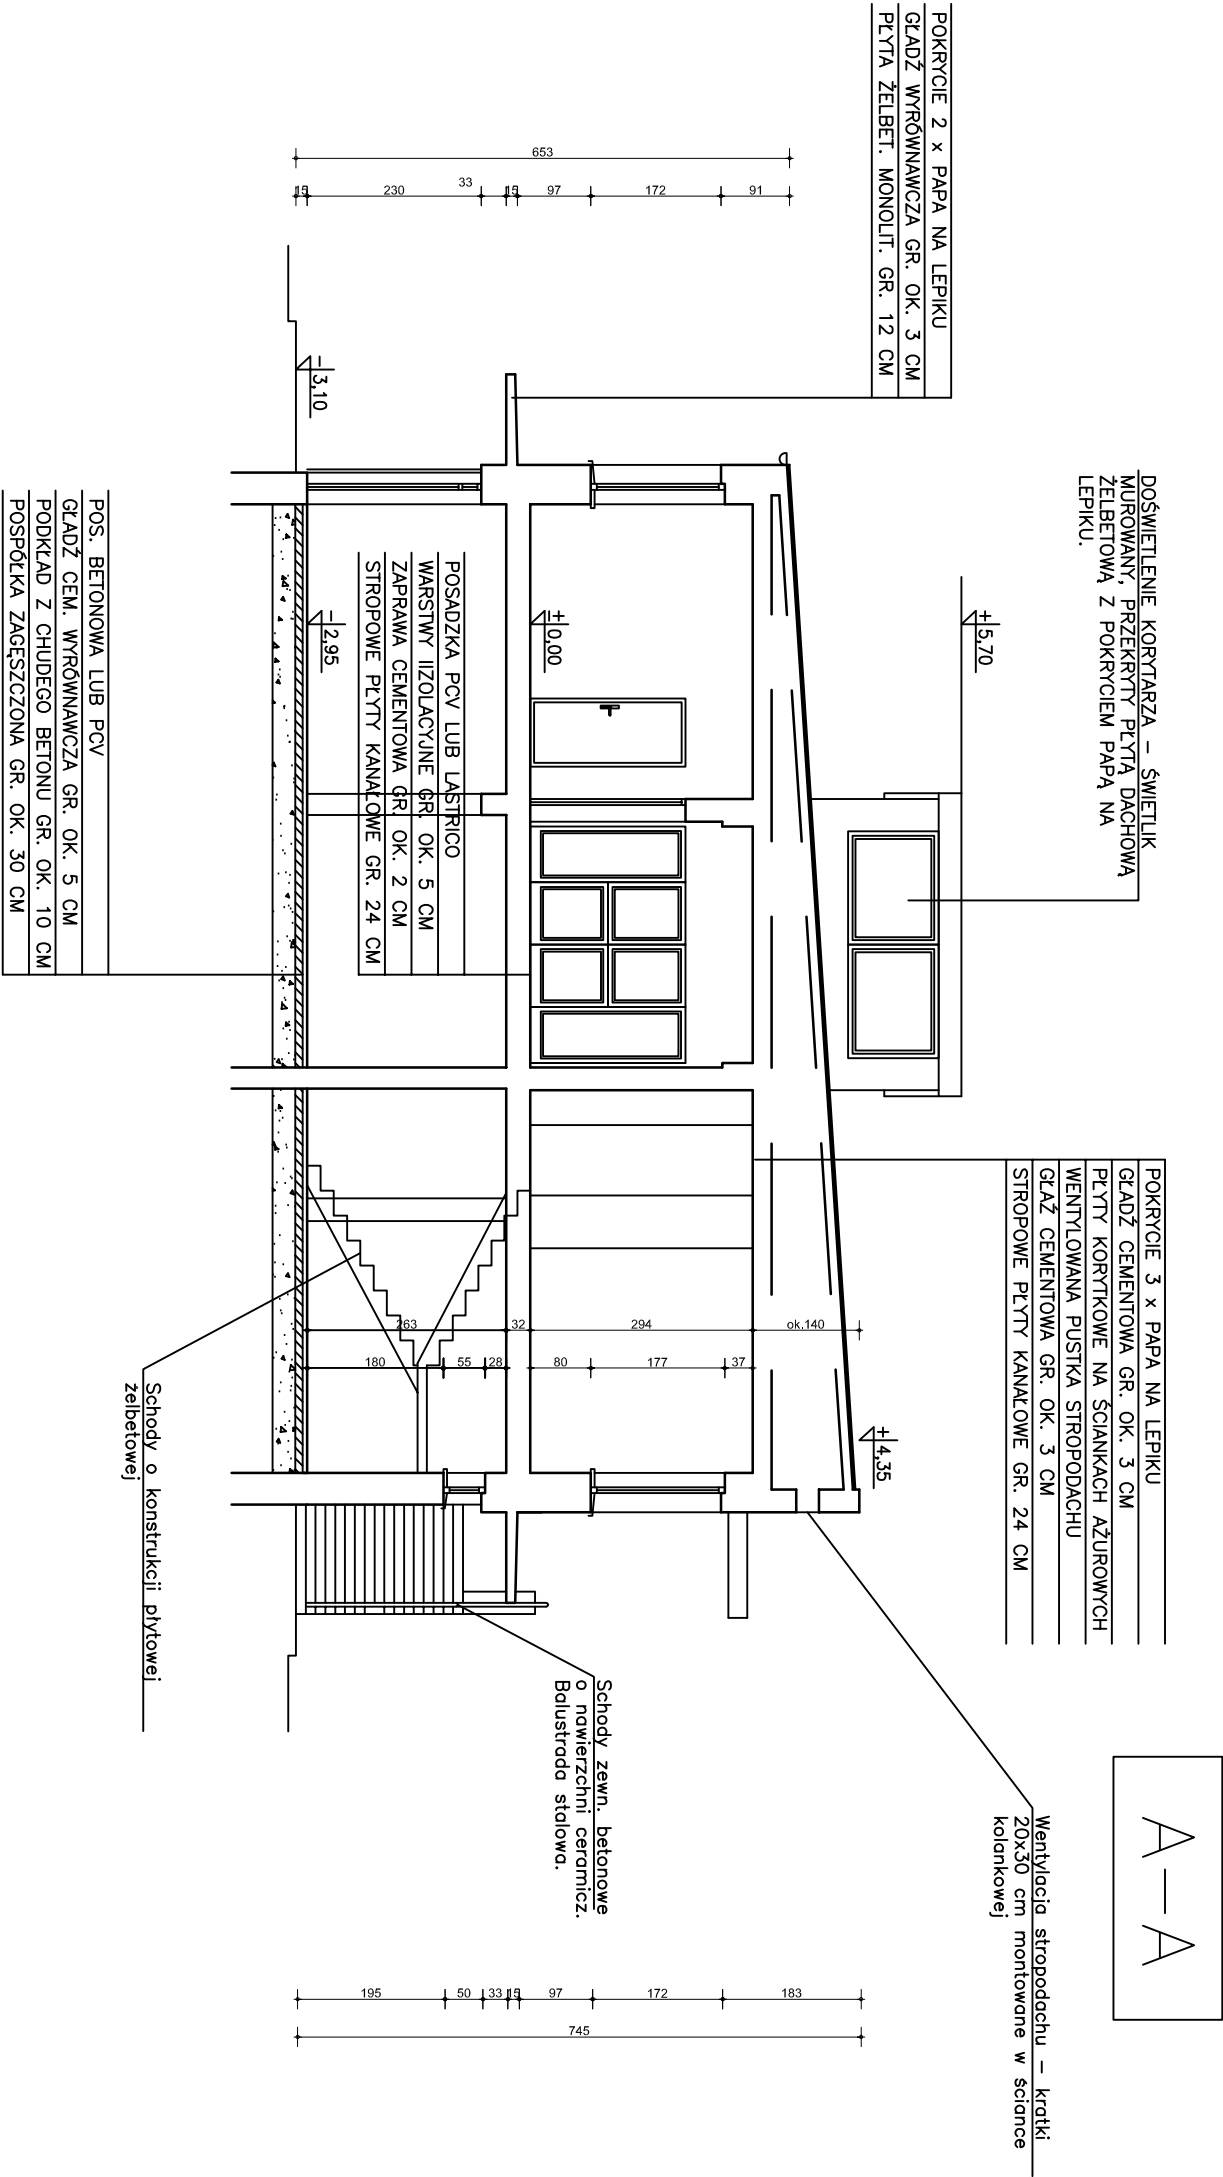 A-A
DOŚWIETLENIE KORYTARZA – ŚWIETLIK
MUROWANY, PRZEKRYTY PŁYTĄ DACHOWĄ
ŻELBETOWĄ Z POKRYCIEM PAPĄ NA
LEPIKU.
POKRYCIE 3 x PAPA NA LEPIKU
GŁADŹ CEMENTOWA GR. OK. 3 CM
PŁYTY KORYTKOWE NA ŚCIANKACH AŻUROWYCH
WENTYLOWANA PUSTKA STROPODACHU
GŁAŹ CEMENTOWA GR. OK. 3 CM
STROPOWE PŁYTY KANAŁOWE GR. 24 CM
Wentylacja stropodachu – kratki
20x30 cm montowane w ściance
kolankowej
POKRYCIE 2 x PAPA NA LEPIKU
GŁADŹ WYRÓWNAWCZA GR. OK. 3 CM
PŁYTA ŻELBET. MONOLIT. GR. 12 CM
+5,70
+4,35
±0,00
-2,95
-3,10
POSADZKA PCV LUB LASTRICO
WARSTWY IIZOLACYJNE GR. OK. 5 CM
ZAPRAWA CEMENTOWA GR. OK. 2 CM
STROPOWE PŁYTY KANAŁOWE GR. 24 CM
Schody zewn. betonowe
o nawierzchni ceramicz.
Balustrada stalowa.
Schody o konstrukcji płytowej
żelbetowej
POS. BETONOWA LUB PCV
GŁADŹ CEM. WYRÓWNAWCZA GR. OK. 5 CM
PODKŁAD Z CHUDEGO BETONU GR. OK. 10 CM
POSPÓŁKA ZAGĘSZCZONA GR. OK. 30 CM
653
15 230 33 15 97 172 91
263 32 294 ok.140
180 55 28 80 177 37
195 50 33 15 97 172 183
745